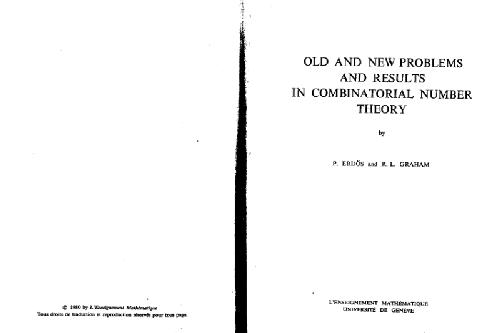 © 1980 by L'Enseignement Mathématique
Tous droits de traduction et reproduction réservés pour tous pays
OLD AND NEW PROBLEMS
AND RESULTS
IN COMBINATORIAL NUMBER
THEORY
by
P. ERDÖS and R. L. GRAHAM
L'ENSEIGNEMENT MATHÉMATIQUE
UNIVERSITÉ DE GENÈVE